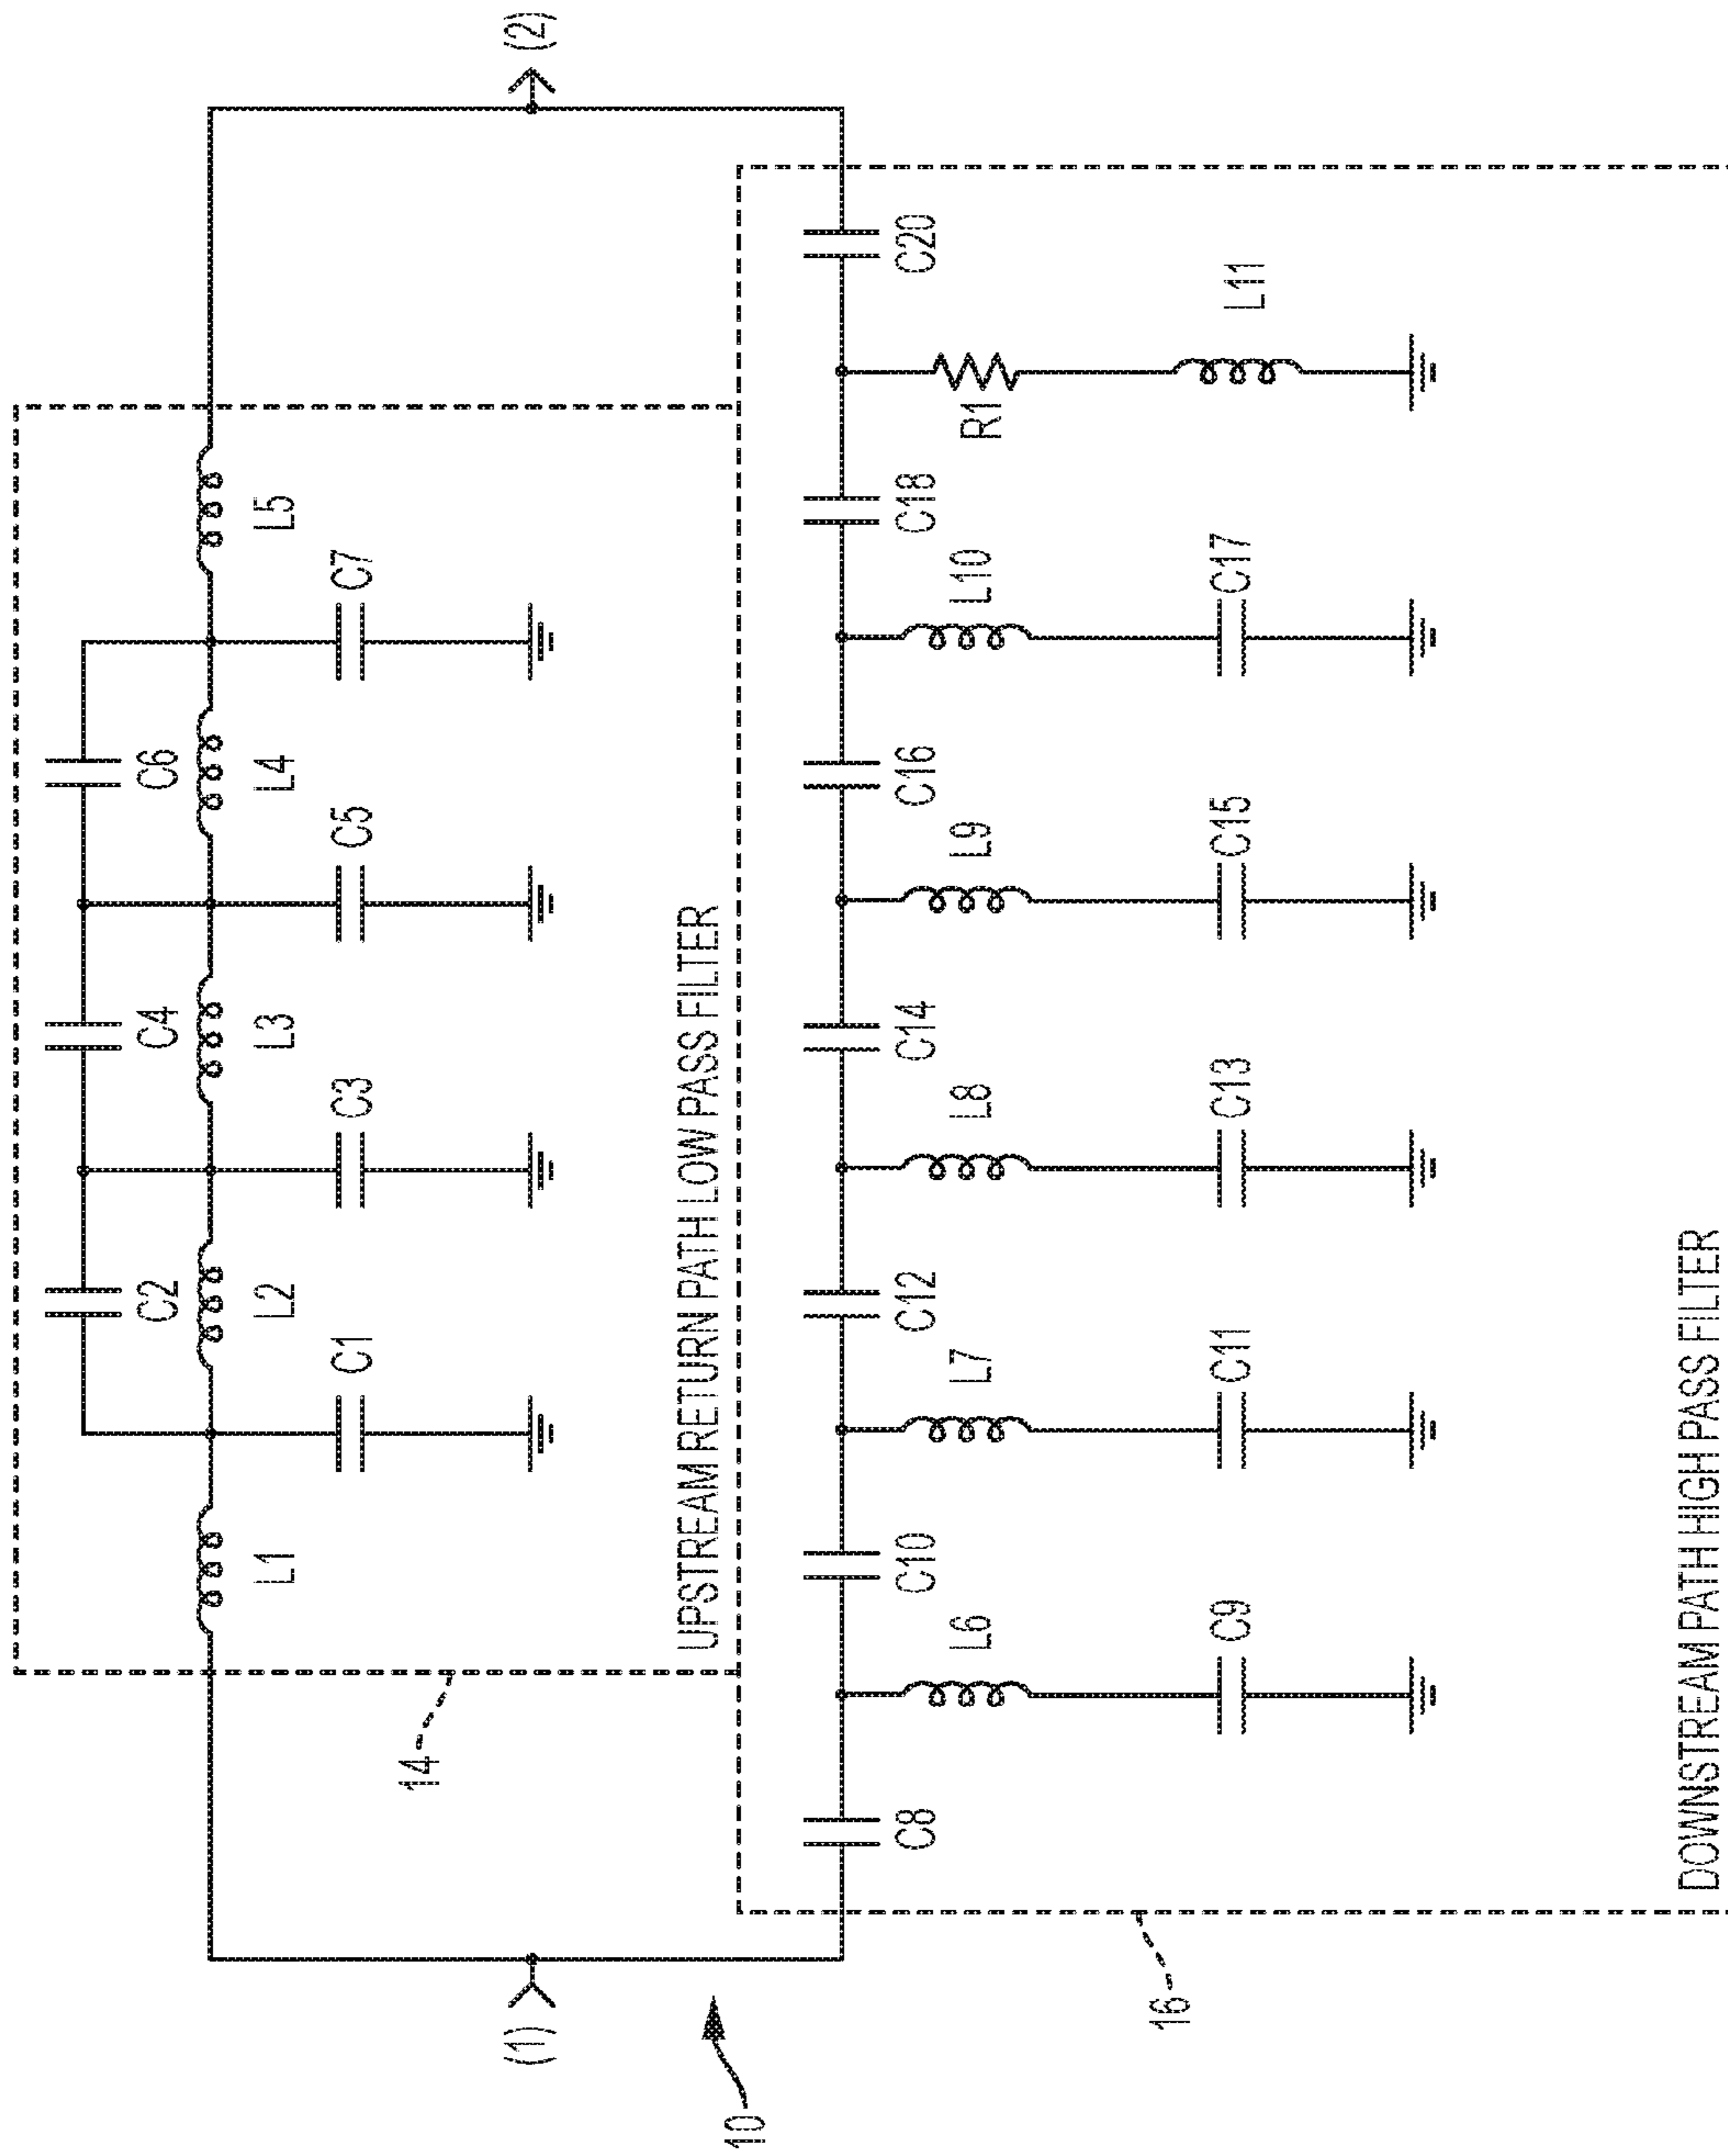 C2
C4
C6
L1
L2
L3
L4
L5
C1
C3
C5
C7
14
(1)
(2)
UPSTREAM RETURN PATH LOW PASS FILTER
10
C8
C10
C12
C14
C16
C18
C20
L6
L7
L8
L9
L10
R1
C9
C11
C13
C15
C17
L11
16
DOWNSTREAM PATH HIGH PASS FILTER